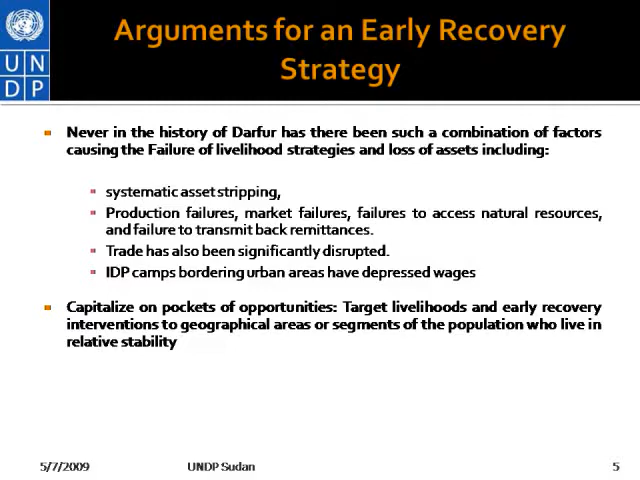 Arguments for an Early Recovery
Strategy
U N
D P
Never in the history of Darfur has there been such a combination of factors
causing the Failure of livelihood strategies and loss of assets including:
systematic asset stripping,
Production failures, market failures, failures to access natural resources,
and failure to transmit back remittances.
Trade has also been significantly disrupted.
IDP camps bordering urban areas have depressed wages
Capitalize on pockets of opportunities: Target livelihoods and early recovery
interventions to geographical areas or segments of the population who live in
relative stability
5/7/2009 UNDP Sudan 5